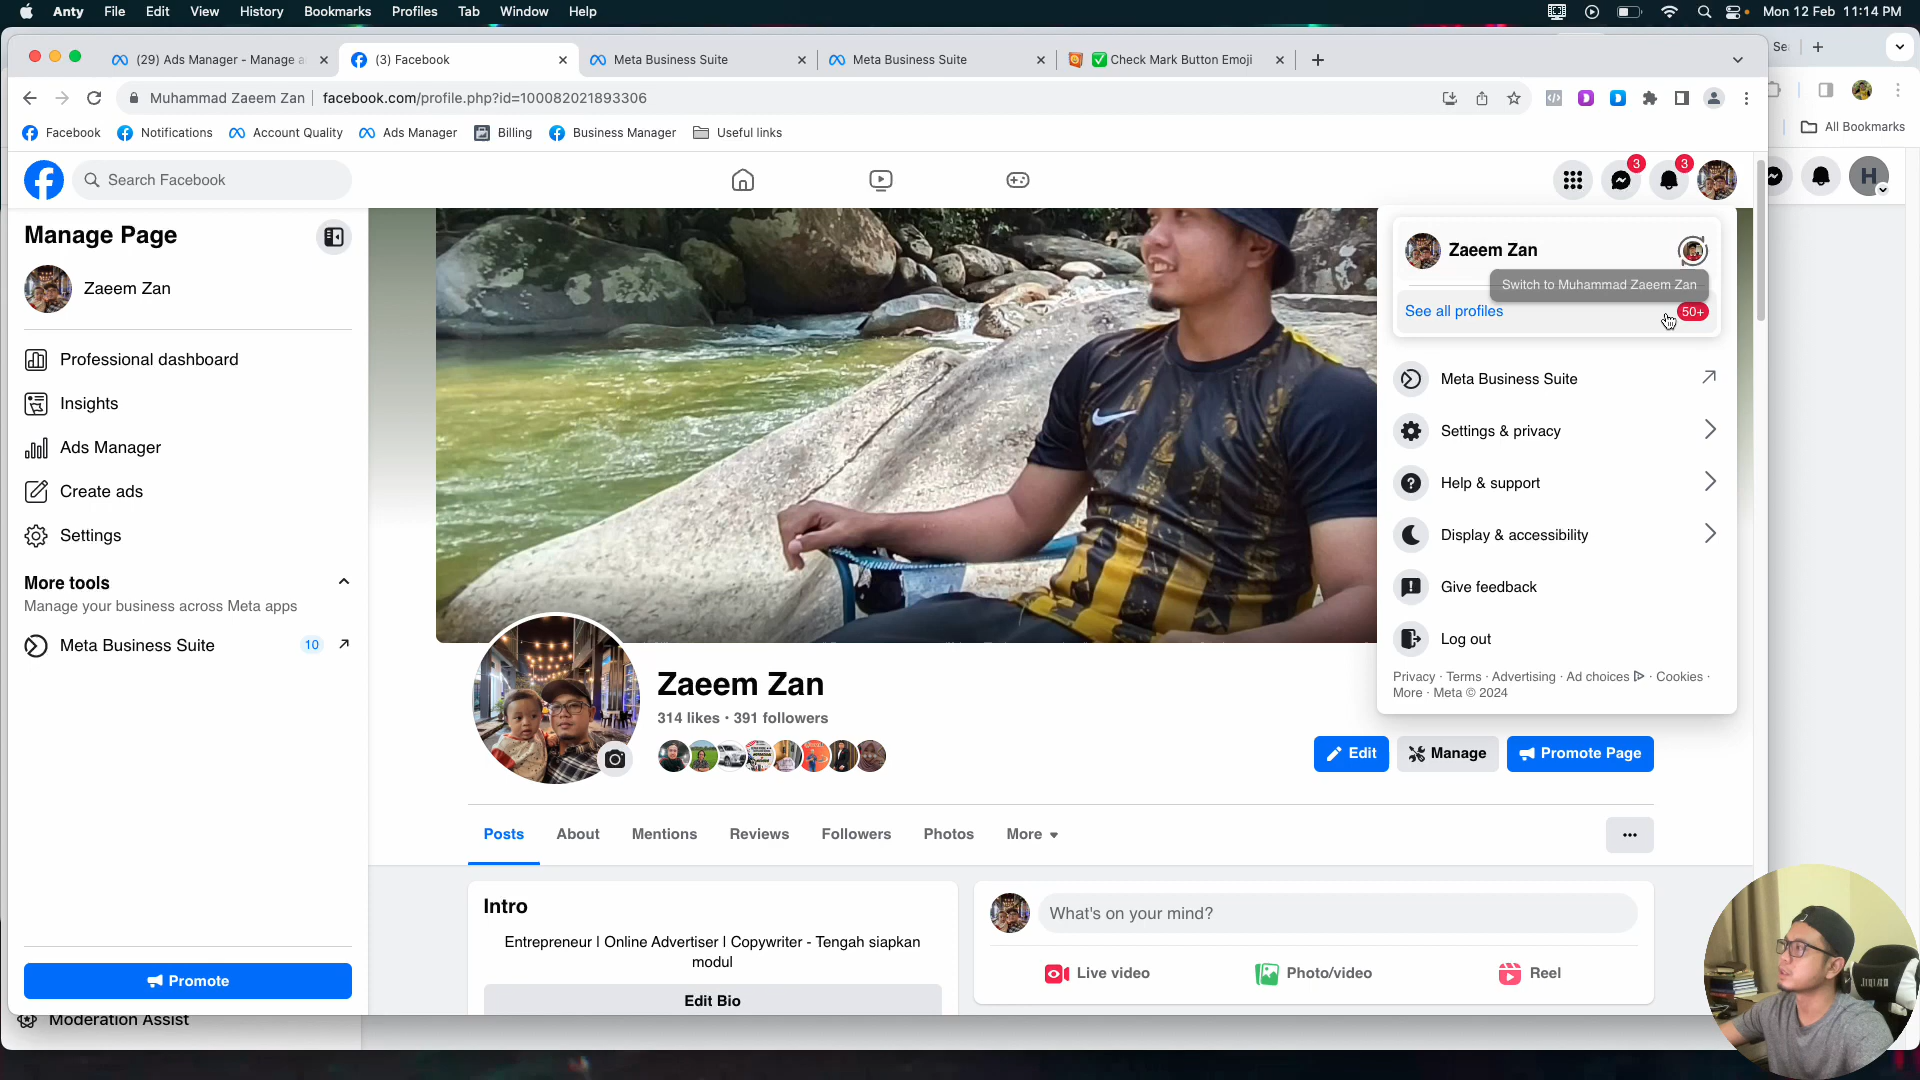 Anty File Edit View History Bookmarks Profiles Tab Window Help
Mon 12 Feb 11:14 PM
(29) Ads Manager - Manage a
(3) Facebook
Meta Business Suite
Meta Business Suite
✅ Check Mark Button Emoji
Se
Muhammad Zaeem Zan
facebook.com/profile.php?id=100082021893306
Facebook
Notifications
Account Quality
Ads Manager
Billing
Business Manager
Useful links
All Bookmarks
Search Facebook
3
3
H
Manage Page
Zaeem Zan
Professional dashboard
Insights
Ads Manager
Create ads
Settings
More tools
Manage your business across Meta apps
Meta Business Suite 10
Promote
Moderation Assist
Zaeem Zan
Switch to Muhammad Zaeem Zan
See all profiles
50+
Meta Business Suite
Settings & privacy
Help & support
Display & accessibility
Give feedback
Log out
Privacy · Terms · Advertising · Ad choices · Cookies ·
More · Meta © 2024
Zaeem Zan
314 likes • 391 followers
Edit
Manage
Promote Page
Posts
About
Mentions
Reviews
Followers
Photos
More
Intro
Entrepreneur | Online Advertiser | Copywriter - Tengah siapkan
modul
Edit Bio
What's on your mind?
Live video
Photo/video
Reel